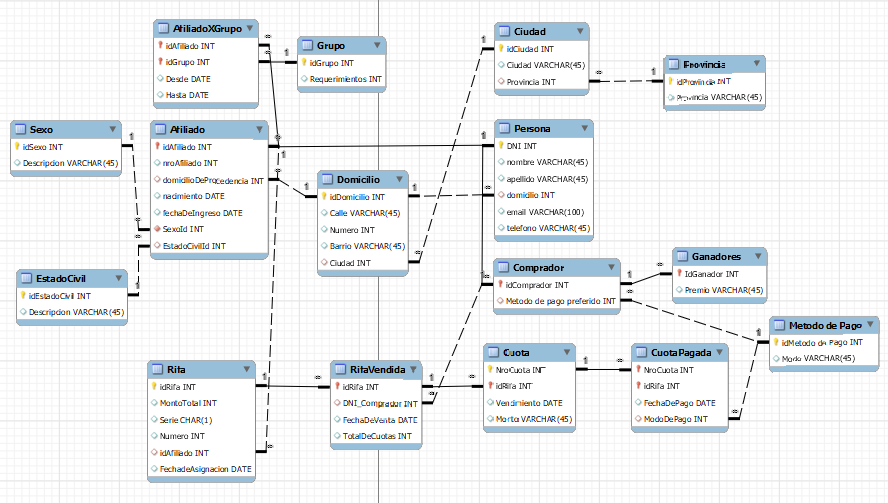 AfiliadoXGrupo
idAfiliado INT
idGrupo INT
Desde DATE
Hasta DATE
Grupo
idGrupo INT
Requerimientos INT
Ciudad
idCiudad INT
Ciudad VARCHAR(45)
Provincia INT
Provincia
idProvincia INT
Provincia VARCHAR(45)
Sexo
idSexo INT
Descripcion VARCHAR(45)
Afiliado
idAfiliado INT
nroAfiliado INT
domicilioDeProcedencia INT
nacimiento DATE
fechaDeIngreso DATE
SexoId INT
EstadoCivilId INT
Domicilio
idDomicilio INT
Calle VARCHAR(45)
Numero INT
Barrio VARCHAR(45)
Ciudad INT
Persona
DNI INT
nombre VARCHAR(45)
apellido VARCHAR(45)
domicilio INT
email VARCHAR(100)
telefono VARCHAR(45)
EstadoCivil
idEstadoCivil INT
Descripcion VARCHAR(45)
Comprador
idComprador INT
Metodo de pago preferido INT
Ganadores
IdGanador INT
Premio VARCHAR(45)
Metodo de Pago
idMetodo de Pago INT
Modo VARCHAR(45)
Rifa
idRifa INT
MontoTotal INT
Serie CHAR(1)
Numero INT
idAfiliado INT
FechadeAsignacion DATE
RifaVendida
idRifa INT
DNI_Comprador INT
FechaDeVenta DATE
TotalDeCuotas INT
Cuota
NroCuota INT
idRifa INT
Vencimiento DATE
Monto VARCHAR(45)
CuotaPagada
NroCuota INT
idRifa INT
FechaDePago DATE
ModoDePago INT